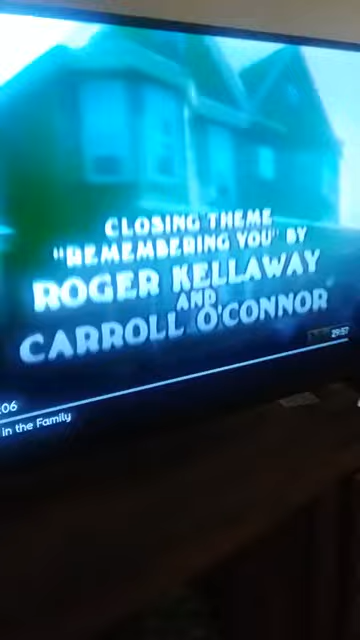 CLOSING THEME
"REMEMBERING YOU" BY
ROGER KELLAWAY
AND
CARROLL O'CONNOR
29:57
:06
in the Family